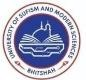 UNIVERSITY OF SUFISM AND MODERN SCIENCES
BHITSHAH